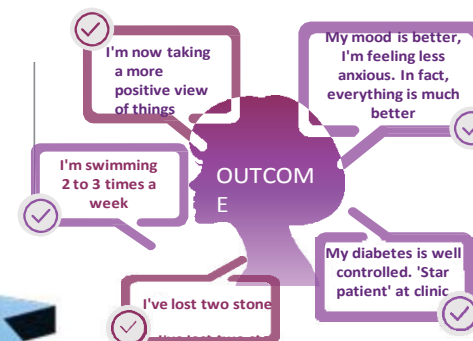 I'm now taking
a more
positive view
of things
My mood is better,
I'm feeling less
anxious. In fact,
everything is much
better
I'm swimming
2 to 3 times a
week
OUTCOM
E
My diabetes is well
controlled. 'Star
patient' at clinic
I've lost two stone